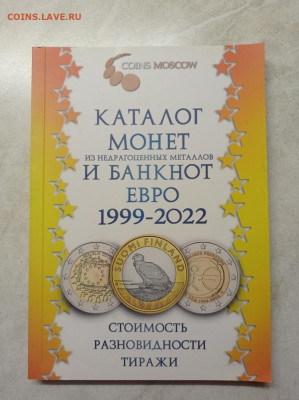 COINS.LAVE.RU
COINS MOSCOW
КАТАЛОГ
МОНЕТ
ИЗ НЕДРАГОЦЕННЫХ МЕТАЛЛОВ
И БАНКНОТ
ЕВРО
1999-2022
SUOMI FINLAND
СТОИМОСТЬ
РАЗНОВИДНОСТИ
ТИРАЖИ